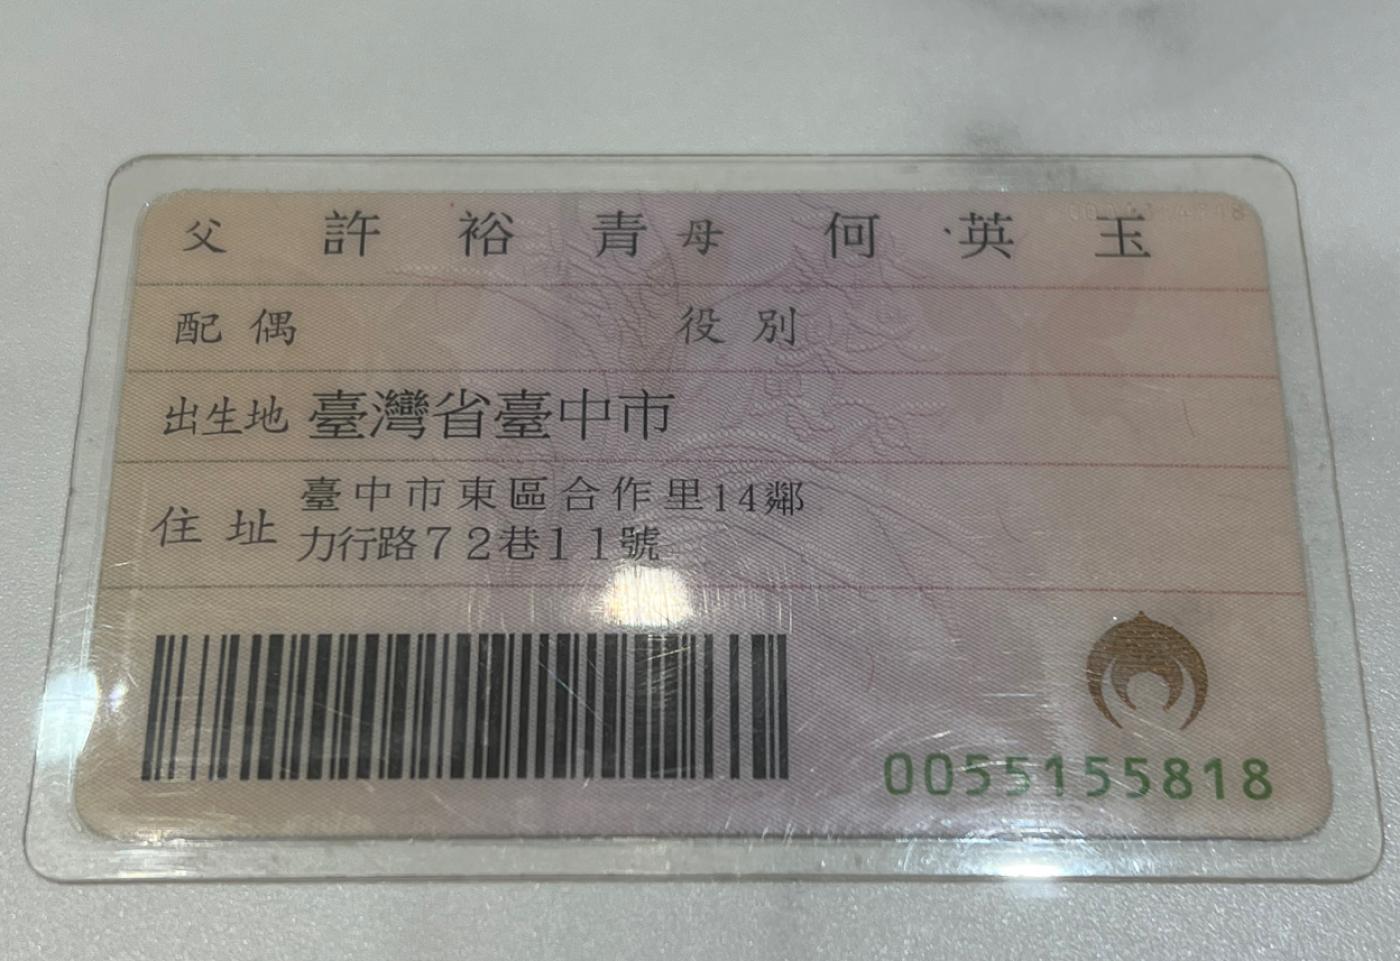 父 許裕青 母 何英玉
配偶 役別
出生地 臺灣省臺中市
住址 臺中市東區合作里14鄰
力行路72巷11號
0055155818